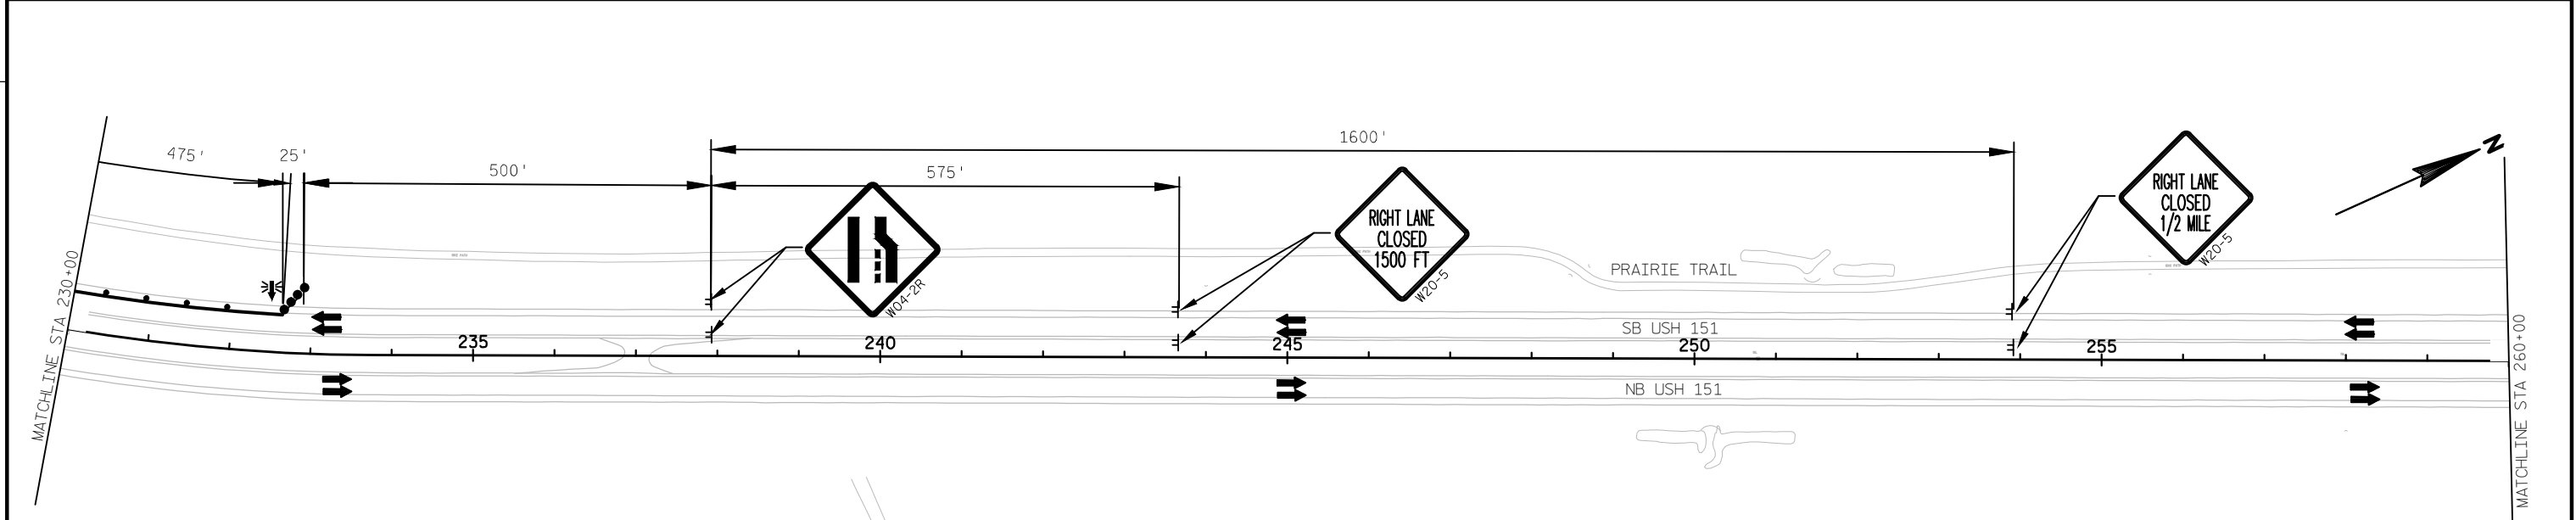 1600'
475'
25'
500'
575'
N
RIGHT LANE
CLOSED
1/2 MILE
W20-5
RIGHT LANE
CLOSED
1500 FT
W20-5
W04-2R
PRAIRIE TRAIL
MATCHLINE STA 230+00
SB USH 151
235
240
245
250
255
NB USH 151
MATCHLINE STA 260+00